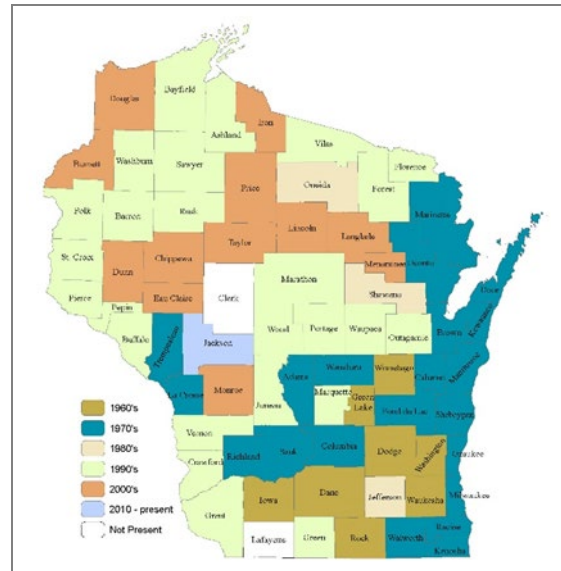 Douglas
Bayfield
Iron
Ashland
Vilas
Burnett
Washburn
Sawyer
Florence
Oneida
Forest
Price
Marinette
Polk
Barron
Rusk
Lincoln
Langlade
Taylor
Menominee
Oconto
Chippewa
St. Croix
Dunn
Marathon
Door
Clark
Shawano
Pierce
Eau Claire
Pepin
Kewaunee
Brown
Buffalo
Trempealeau
Wood
Portage
Waupaca
Outagamie
Jackson
Manitowoc
Winnebago
Waushara
Calumet
Adams
La Crosse
Monroe
Juneau
Marquette
Green
Lake
Fond du Lac
Sheboygan
Vernon
Columbia
Dodge
Washington
Ozaukee
Richland
Sauk
Crawford
Iowa
Dane
Jefferson
Waukesha
Milwaukee
Grant
Racine
Lafayette
Green
Rock
Walworth
Kenosha
1960's
1970's
1980's
1990's
2000's
2010 - present
Not Present